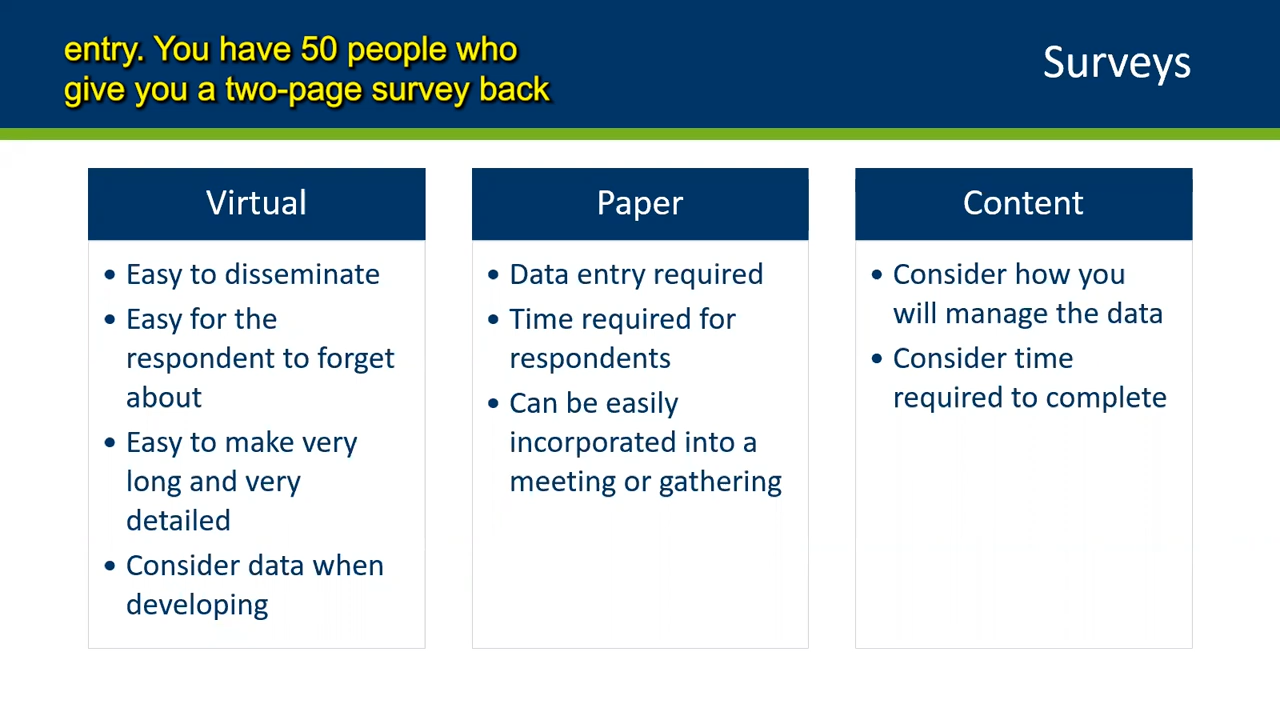 entry. You have 50 people who
give you a two-page survey back
Surveys
Virtual
• Easy to disseminate
• Easy for the
respondent to forget
about
• Easy to make very
long and very
detailed
• Consider data when
developing
Paper
• Data entry required
• Time required for
respondents
• Can be easily
incorporated into a
meeting or gathering
Content
• Consider how you
will manage the data
• Consider time
required to complete